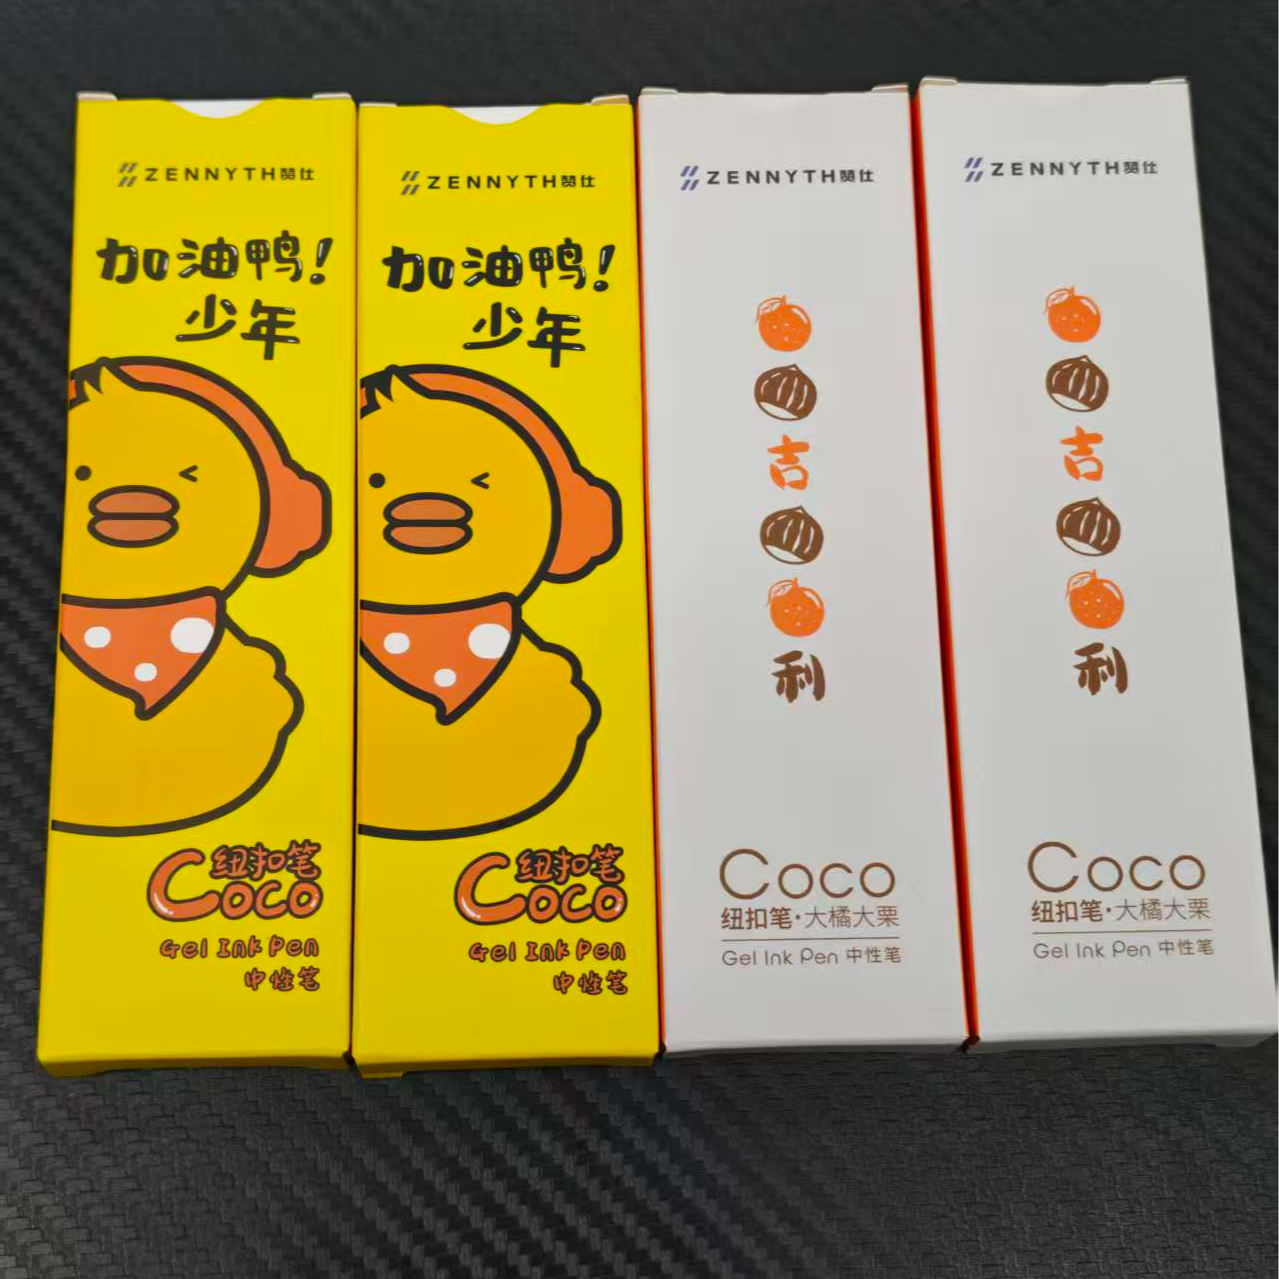 ZENNYTH赞仕
加油鸭!
少年
纽扣笔
Coco
Gel Ink Pen
中性笔
ZENNYTH赞仕
加油鸭!
少年
纽扣笔
Coco
Gel Ink Pen
中性笔
ZENNYTH赞仕
吉
利
Coco
纽扣笔·大橘大栗
Gel Ink Pen 中性笔
ZENNYTH赞仕
吉
利
Coco
纽扣笔·大橘大栗
Gel Ink Pen 中性笔